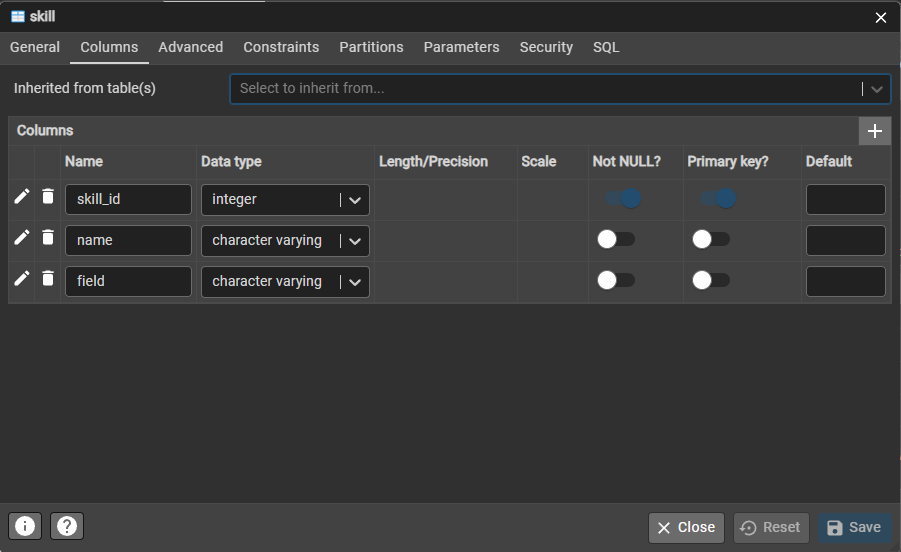 skill
General Columns Advanced Constraints Partitions Parameters Security SQL
Inherited from table(s) Select to inherit from...
Columns
Name Data type Length/Precision Scale Not NULL? Primary key? Default
skill_id integer
name character varying
field character varying
Close Reset Save